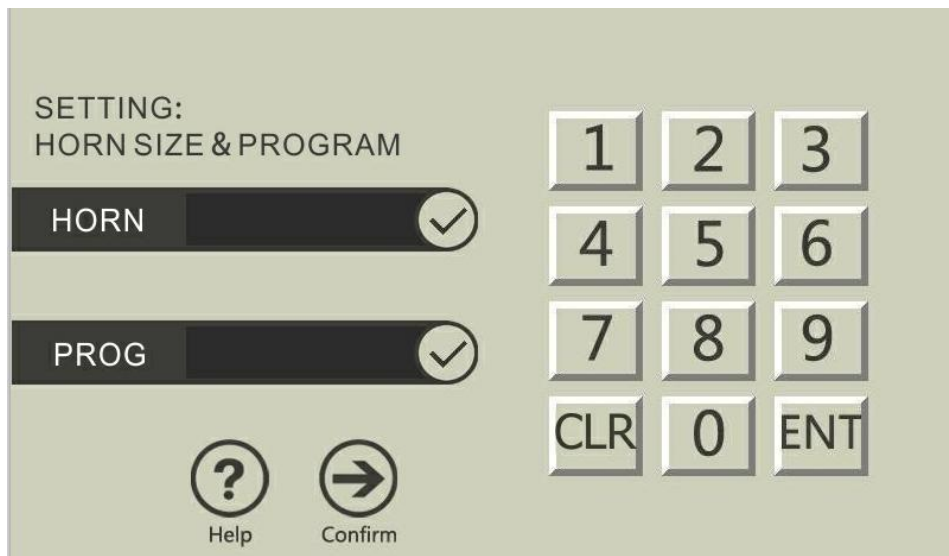 SETTING:
HORN SIZE & PROGRAM
HORN
PROG
? 
Help
Confirm
1 2 3
4 5 6
7 8 9
CLR 0 ENT